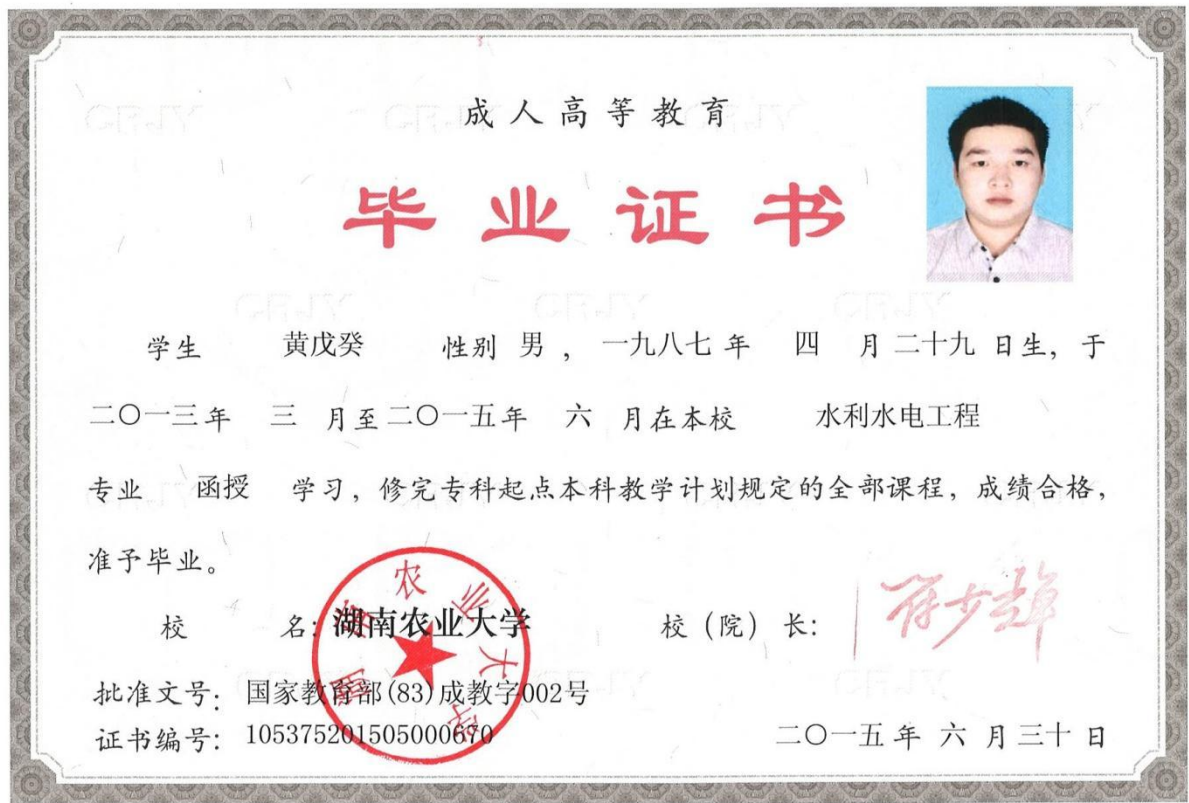 成人高等教育
毕业证书
学生 黄戊癸 性别 男 ， 一九八七 年 四 月 二十九 日生，于
二〇一三 年 三 月至 二〇一五 年 六 月在本校 水利水电工程
专业 函授 学习，修完专科起点本科教学计划规定的全部课程，成绩合格，
准予毕业。
校 名：湖南农业大学 校（院）长：
湖南农业大学
批准文号：国家教育部(83)成教字002号
证书编号：105375201505000670
二〇一五 年 六 月 三十 日